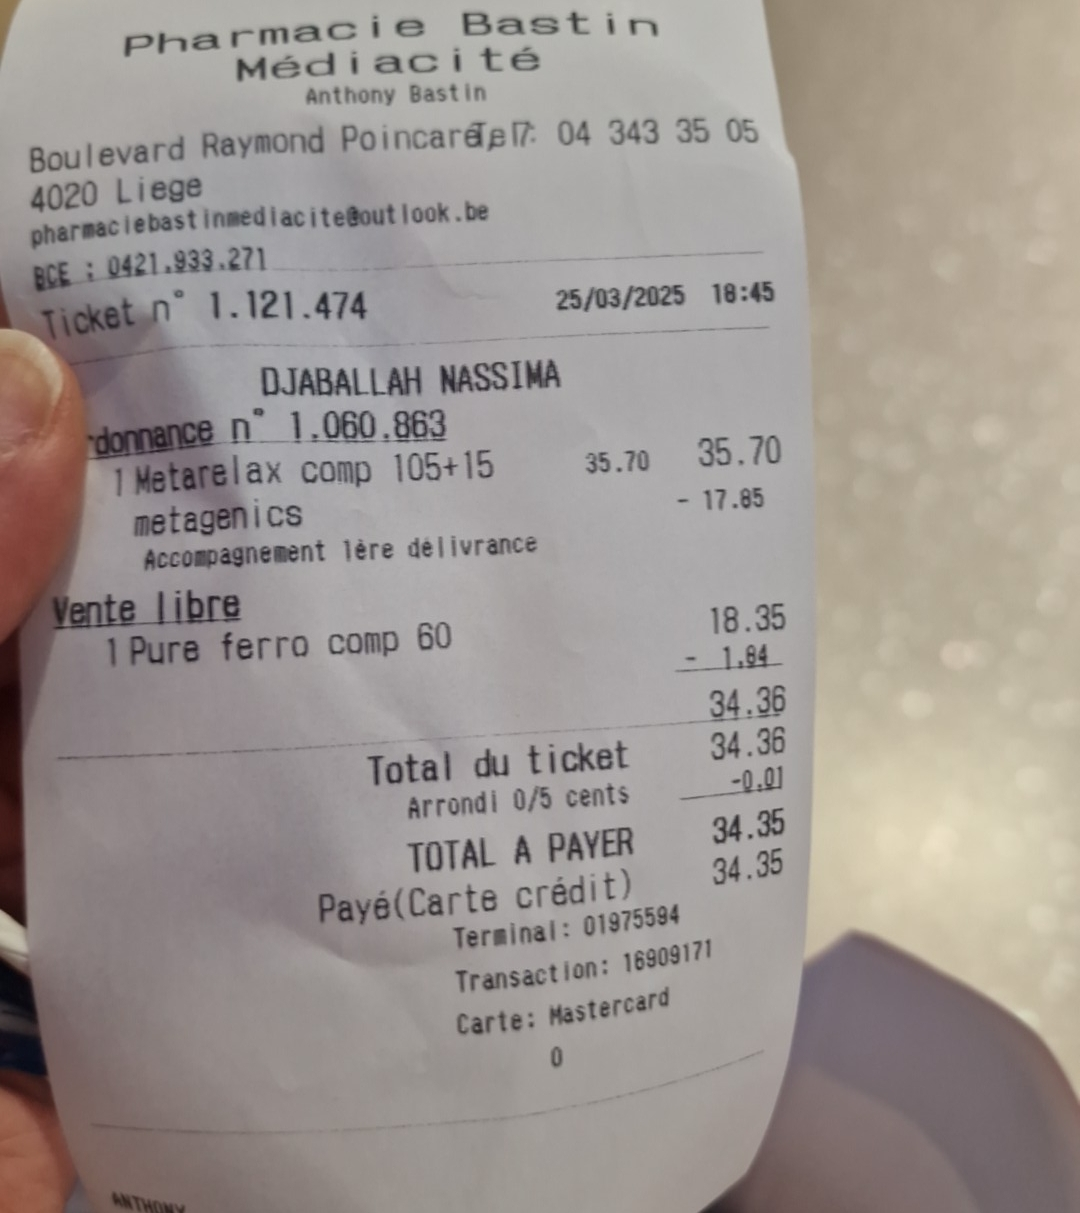 Pharmacie Bastin
Médiacité
Anthony Bastin
Boulevard Raymond Poincaré, 7 Tel: 04 343 35 05
4020 Liege
pharmaciebastinmediacite@outlook.be
BCE : 0421.933.271
Ticket n° 1.121.474 25/03/2025 18:45
DJABALLAH NASSIMA
rdonnance n° 1.060.863
1 Metarelax comp 105+15 35.70 35.70
metagenics - 17.85
Accompagnement 1ère délivrance
Vente libre
1 Pure ferro comp 60 18.35
- 1.84
34.36
Total du ticket 34.36
Arrondi 0/5 cents -0.01
TOTAL A PAYER 34.35
Payé(Carte crédit) 34.35
Terminal: 01975594
Transaction: 16909171
Carte: Mastercard
0
ANTHONY